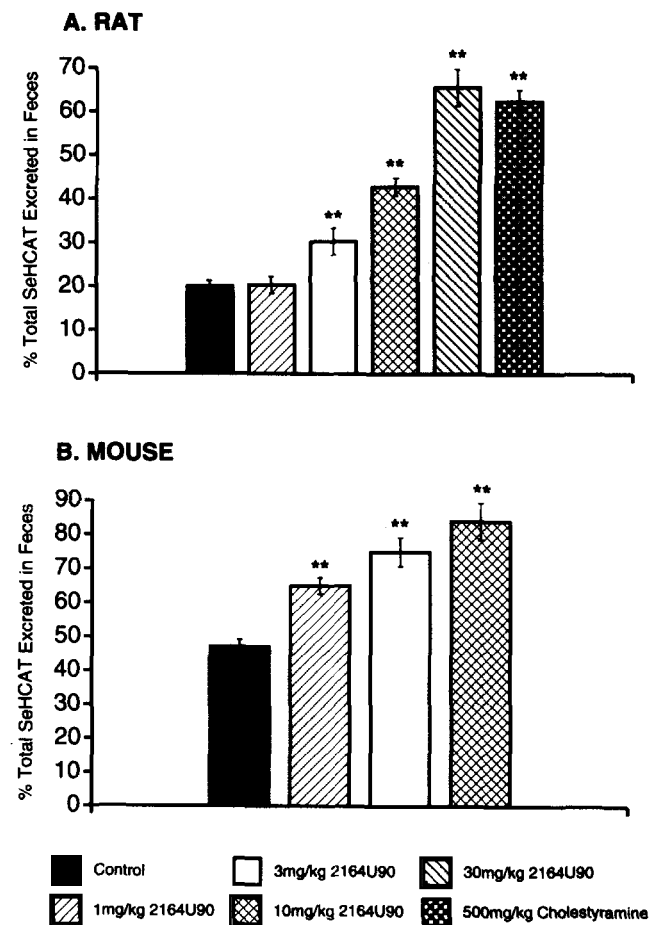 A. RAT
% Total SeHCAT Excreted in Feces
70
60
50
40
30
20
10
0
**
**
**
**
B. MOUSE
% Total SeHCAT Excreted in Feces
90
80
70
60
50
40
30
20
10
0
**
**
**
Control
3mg/kg 2164U90
30mg/kg 2164U90
1mg/kg 2164U90
10mg/kg 2164U90
500mg/kg Cholestyramine